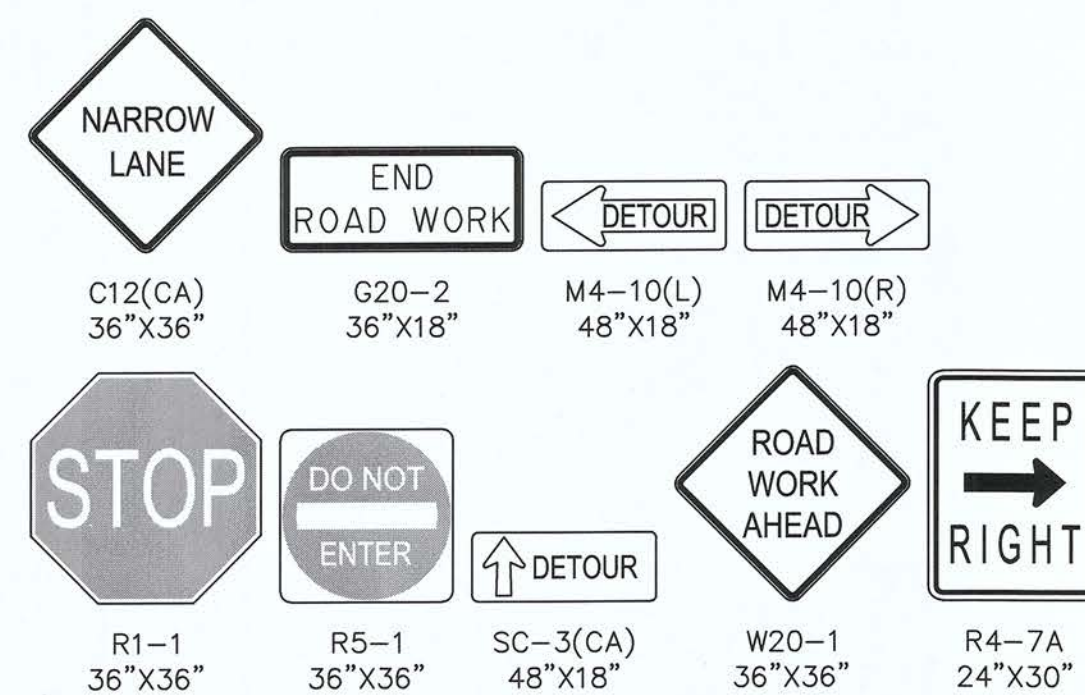 NARROW
LANE
C12(CA)
36”X36”
END
ROAD WORK
G20–2
36”X18”
DETOUR
M4–10(L)
48”X18”
DETOUR
M4–10(R)
48”X18”
STOP
R1–1
36”X36”
DO NOT
ENTER
R5–1
36”X36”
DETOUR
SC–3(CA)
48”X18”
ROAD
WORK
AHEAD
W20–1
36”X36”
KEEP
RIGHT
R4–7A
24”X30”